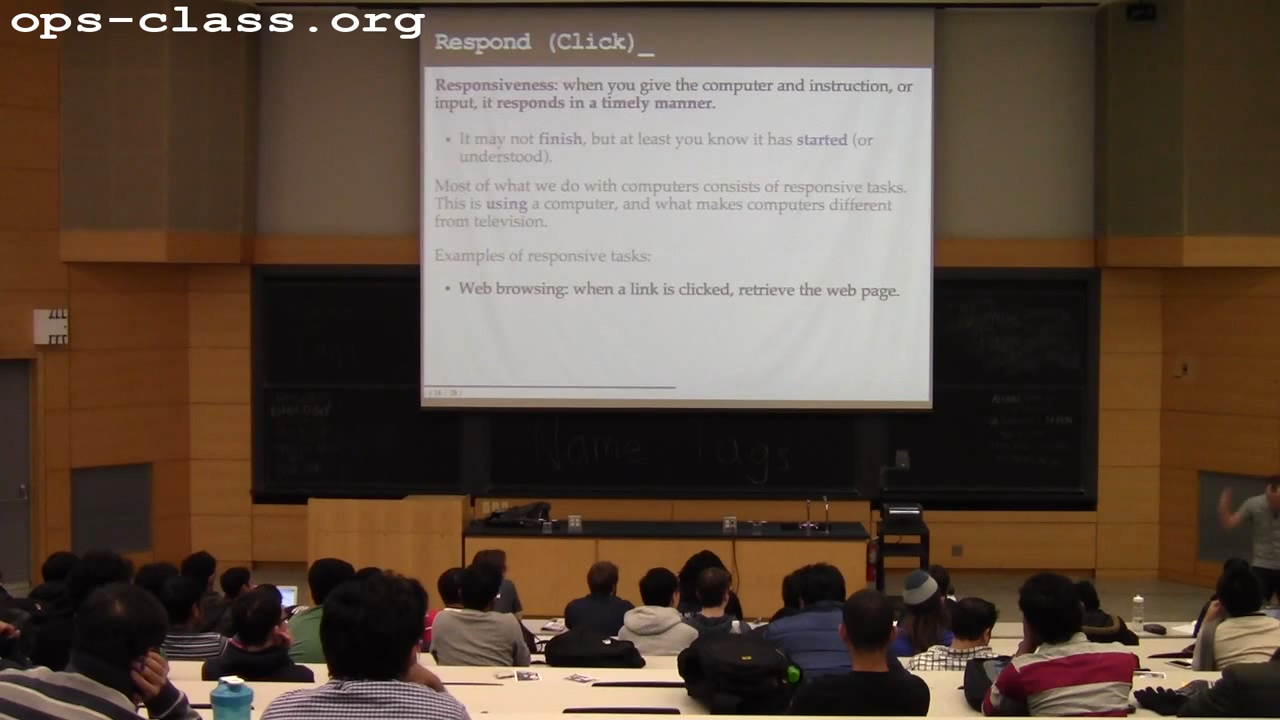 ops-class.org
Respond (Click)_
Responsiveness: when you give the computer and instruction, or
input, it responds in a timely manner.
• It may not finish, but at least you know it has started (or
understood).
Most of what we do with computers consists of responsive tasks.
This is using a computer, and what makes computers different
from television.
Examples of responsive tasks:
• Web browsing: when a link is clicked, retrieve the web page.
Name Tags